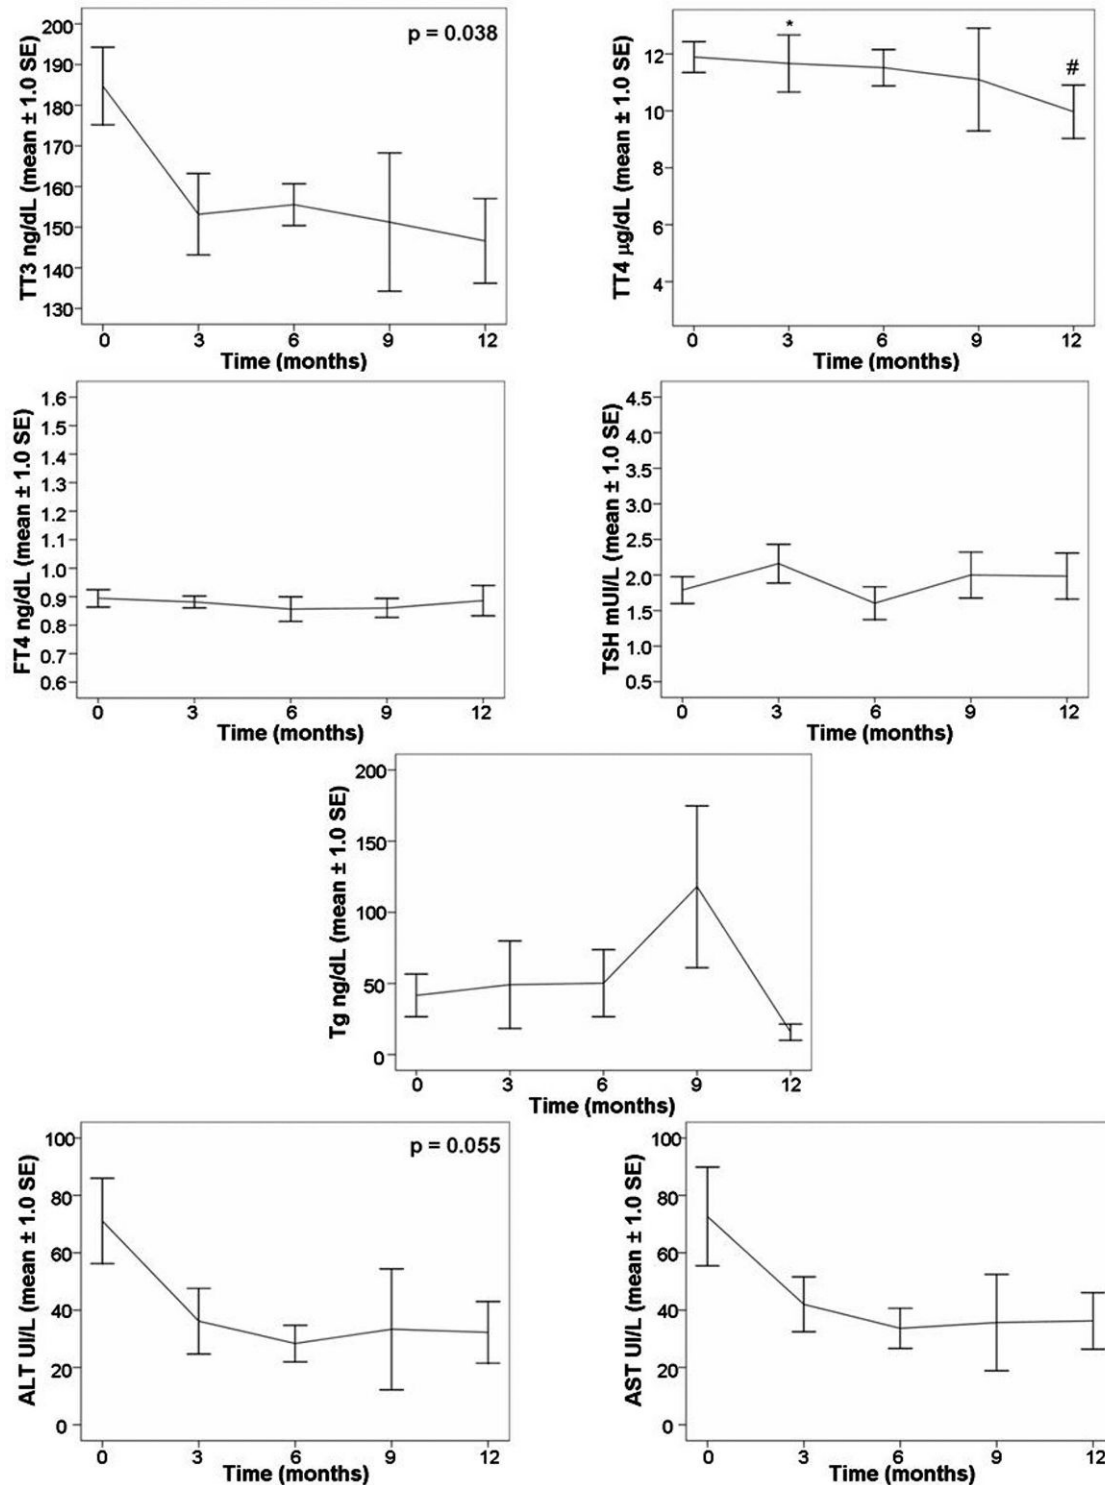 TT3 ng/dL (mean ± 1.0 SE)
200
190
180
170
160
150
140
130
p = 0.038
0 3 6 9 12
Time (months)
TT4 µg/dL (mean ± 1.0 SE)
12
10
8
6
4
*
#
0 3 6 9 12
Time (months)
FT4 ng/dL (mean ± 1.0 SE)
1.6
1.5
1.4
1.3
1.2
1.1
1.0
0.9
0.8
0.7
0.6
0 3 6 9 12
Time (months)
TSH mUI/L (mean ± 1.0 SE)
4.5
4.0
3.5
3.0
2.5
2.0
1.5
1.0
0.5
0 3 6 9 12
Time (months)
Tg ng/dL (mean ± 1.0 SE)
200
150
100
50
0
0 3 6 9 12
Time (months)
ALT UI/L (mean ± 1.0 SE)
100
80
60
40
20
0
p = 0.055
0 3 6 9 12
Time (months)
AST UI/L (mean ± 1.0 SE)
100
80
60
40
20
0
0 3 6 9 12
Time (months)